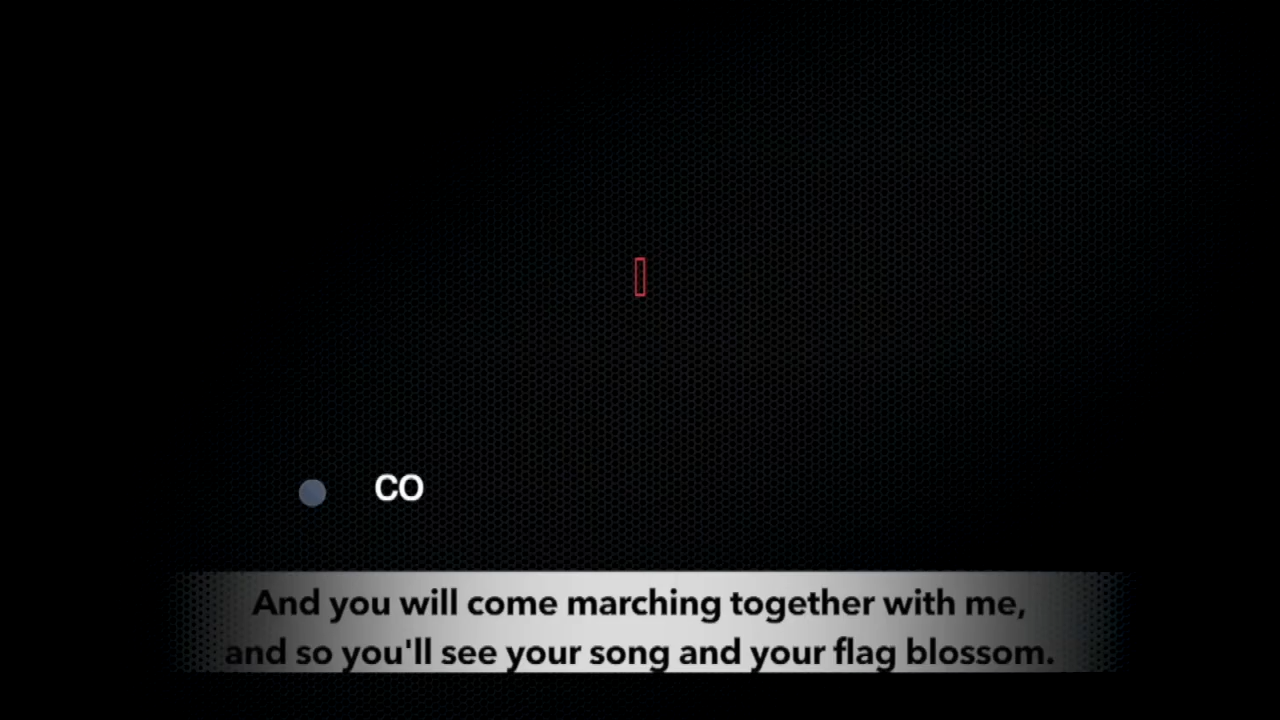 CO
And you will come marching together with me,
and so you'll see your song and your flag blossom.